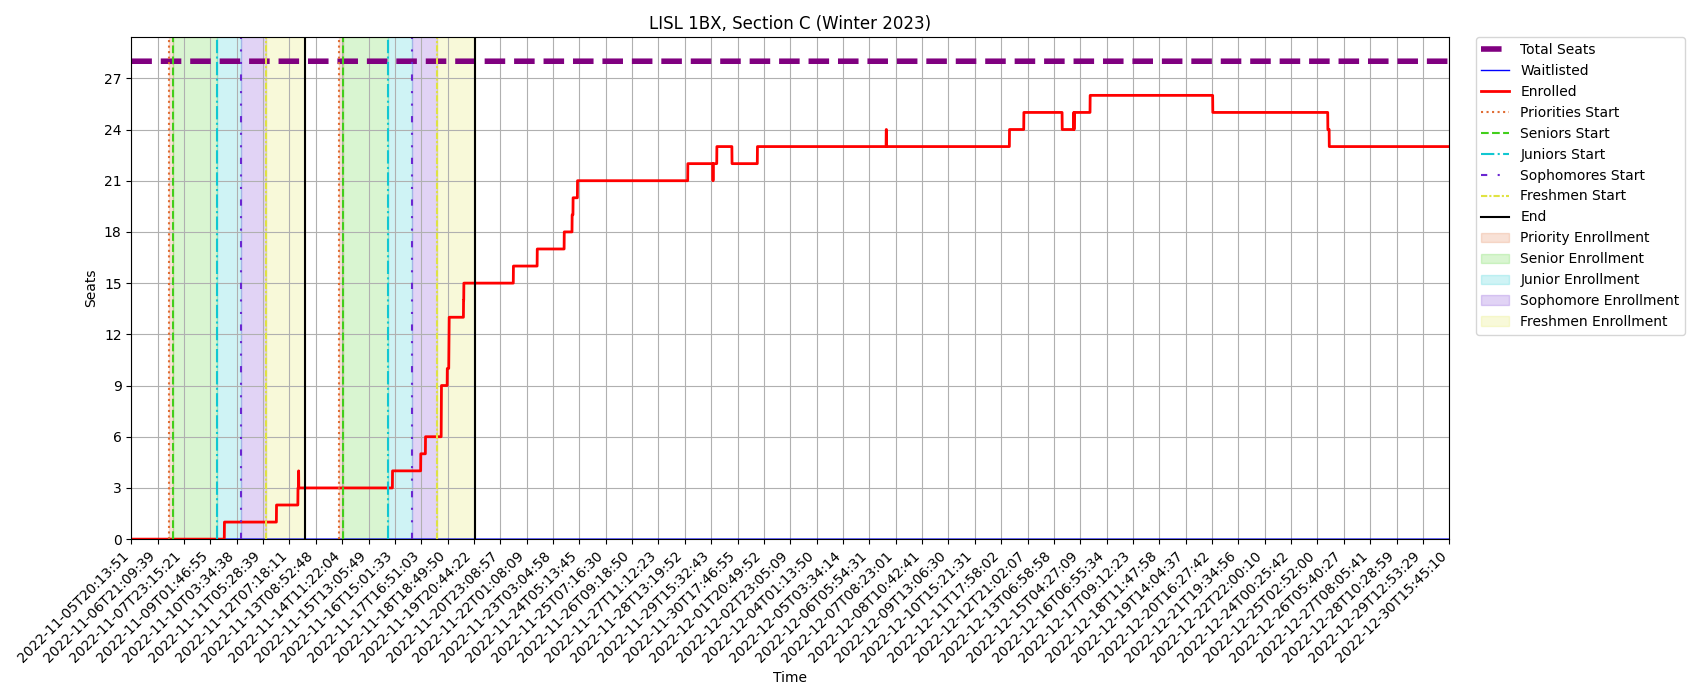 LISL 1BX, Section C (Winter 2023)
Seats
27
24
21
18
15
12
9
6
3
0
2022-11-05T20:13:51
2022-11-06T21:09:39
2022-11-07T23:15:21
2022-11-09T01:46:55
2022-11-10T03:34:38
2022-11-11T05:28:39
2022-11-12T07:18:11
2022-11-13T08:52:48
2022-11-14T11:22:04
2022-11-15T13:05:49
2022-11-16T15:01:33
2022-11-17T16:51:03
2022-11-18T18:49:50
2022-11-19T20:44:22
2022-11-20T23:08:57
2022-11-22T01:08:09
2022-11-23T03:04:58
2022-11-24T05:13:45
2022-11-25T07:16:30
2022-11-26T09:18:50
2022-11-27T11:12:23
2022-11-28T13:19:52
2022-11-29T15:32:43
2022-11-30T17:46:55
2022-12-01T20:49:52
2022-12-02T23:05:09
2022-12-04T01:13:50
2022-12-05T03:34:14
2022-12-06T05:54:31
2022-12-07T08:23:01
2022-12-08T10:42:41
2022-12-09T13:06:30
2022-12-10T15:21:31
2022-12-11T17:58:02
2022-12-12T21:02:07
2022-12-13T06:58:58
2022-12-15T04:27:09
2022-12-16T06:55:34
2022-12-17T09:12:23
2022-12-18T11:47:58
2022-12-19T14:04:37
2022-12-20T16:27:42
2022-12-21T19:34:56
2022-12-22T22:00:10
2022-12-24T00:25:42
2022-12-25T02:52:00
2022-12-26T05:40:27
2022-12-27T08:05:41
2022-12-28T10:28:59
2022-12-29T12:53:29
2022-12-30T15:45:10
Time
Total Seats
Waitlisted
Enrolled
Priorities Start
Seniors Start
Juniors Start
Sophomores Start
Freshmen Start
End
Priority Enrollment
Senior Enrollment
Junior Enrollment
Sophomore Enrollment
Freshmen Enrollment